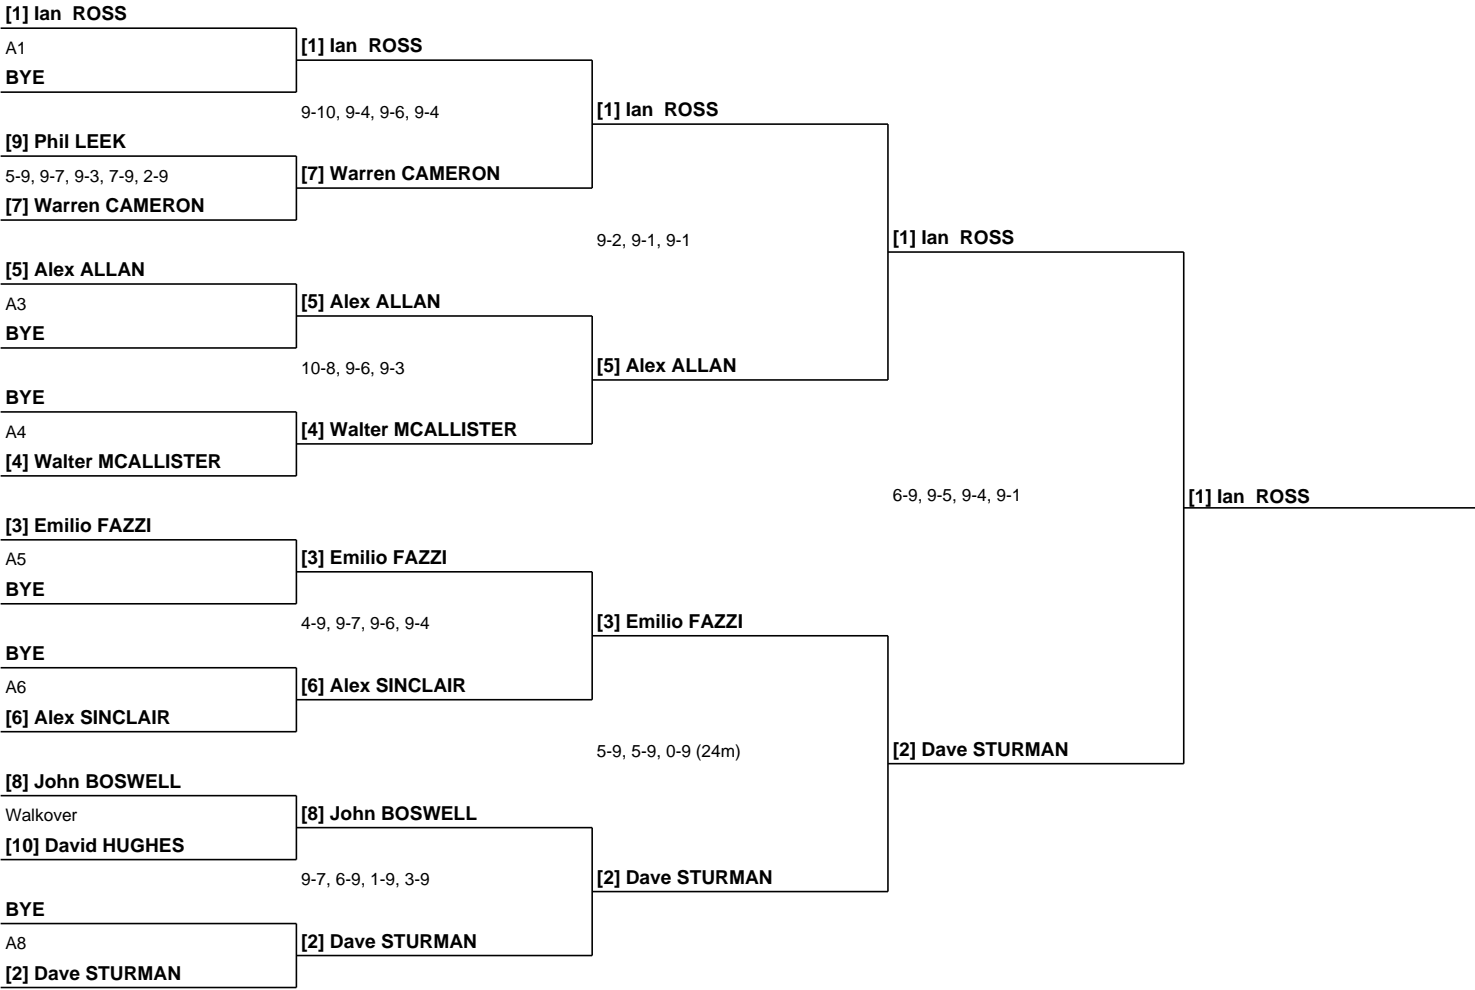 [1] Ian  ROSS
A1
BYE
[9] Phil LEEK
5-9, 9-7, 9-3, 7-9, 2-9
[7] Warren CAMERON
[5] Alex ALLAN
A3
BYE
BYE
A4
[4] Walter MCALLISTER
[3] Emilio FAZZI
A5
BYE
BYE
A6
[6] Alex SINCLAIR
[8] John BOSWELL
Walkover
[10] David HUGHES
BYE
A8
[2] Dave STURMAN
[1] Ian  ROSS
9-10, 9-4, 9-6, 9-4
[7] Warren CAMERON
[5] Alex ALLAN
10-8, 9-6, 9-3
[4] Walter MCALLISTER
[3] Emilio FAZZI
4-9, 9-7, 9-6, 9-4
[6] Alex SINCLAIR
[8] John BOSWELL
9-7, 6-9, 1-9, 3-9
[2] Dave STURMAN
[1] Ian  ROSS
9-2, 9-1, 9-1
[5] Alex ALLAN
[3] Emilio FAZZI
5-9, 5-9, 0-9 (24m)
[2] Dave STURMAN
[1] Ian  ROSS
6-9, 9-5, 9-4, 9-1
[2] Dave STURMAN
[1] Ian  ROSS